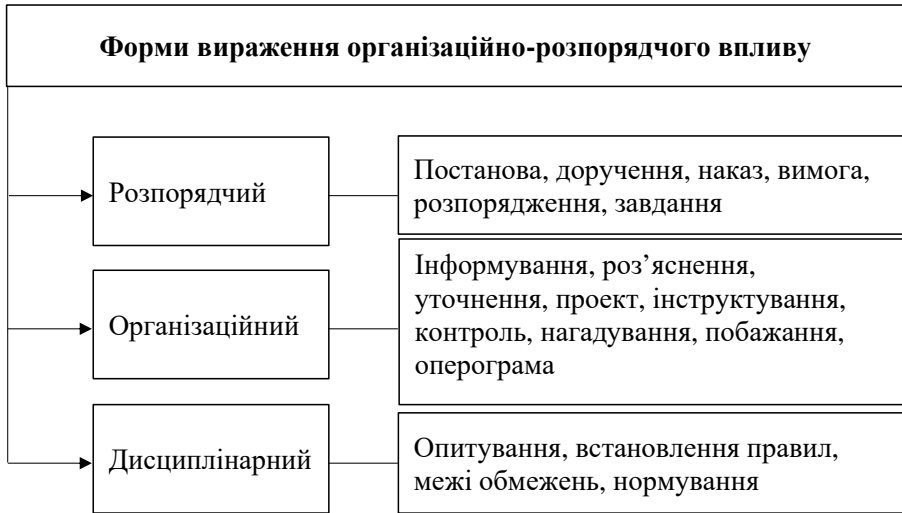 Форми вираження організаційно-розпорядчого впливу
Розпорядчий
Постанова, доручення, наказ, вимога,
розпорядження, завдання
Організаційний
Інформування, роз’яснення,
уточнення, проект, інструктування,
контроль, нагадування, побажання,
оперограма
Дисциплінарний
Опитування, встановлення правил,
межі обмежень, нормування